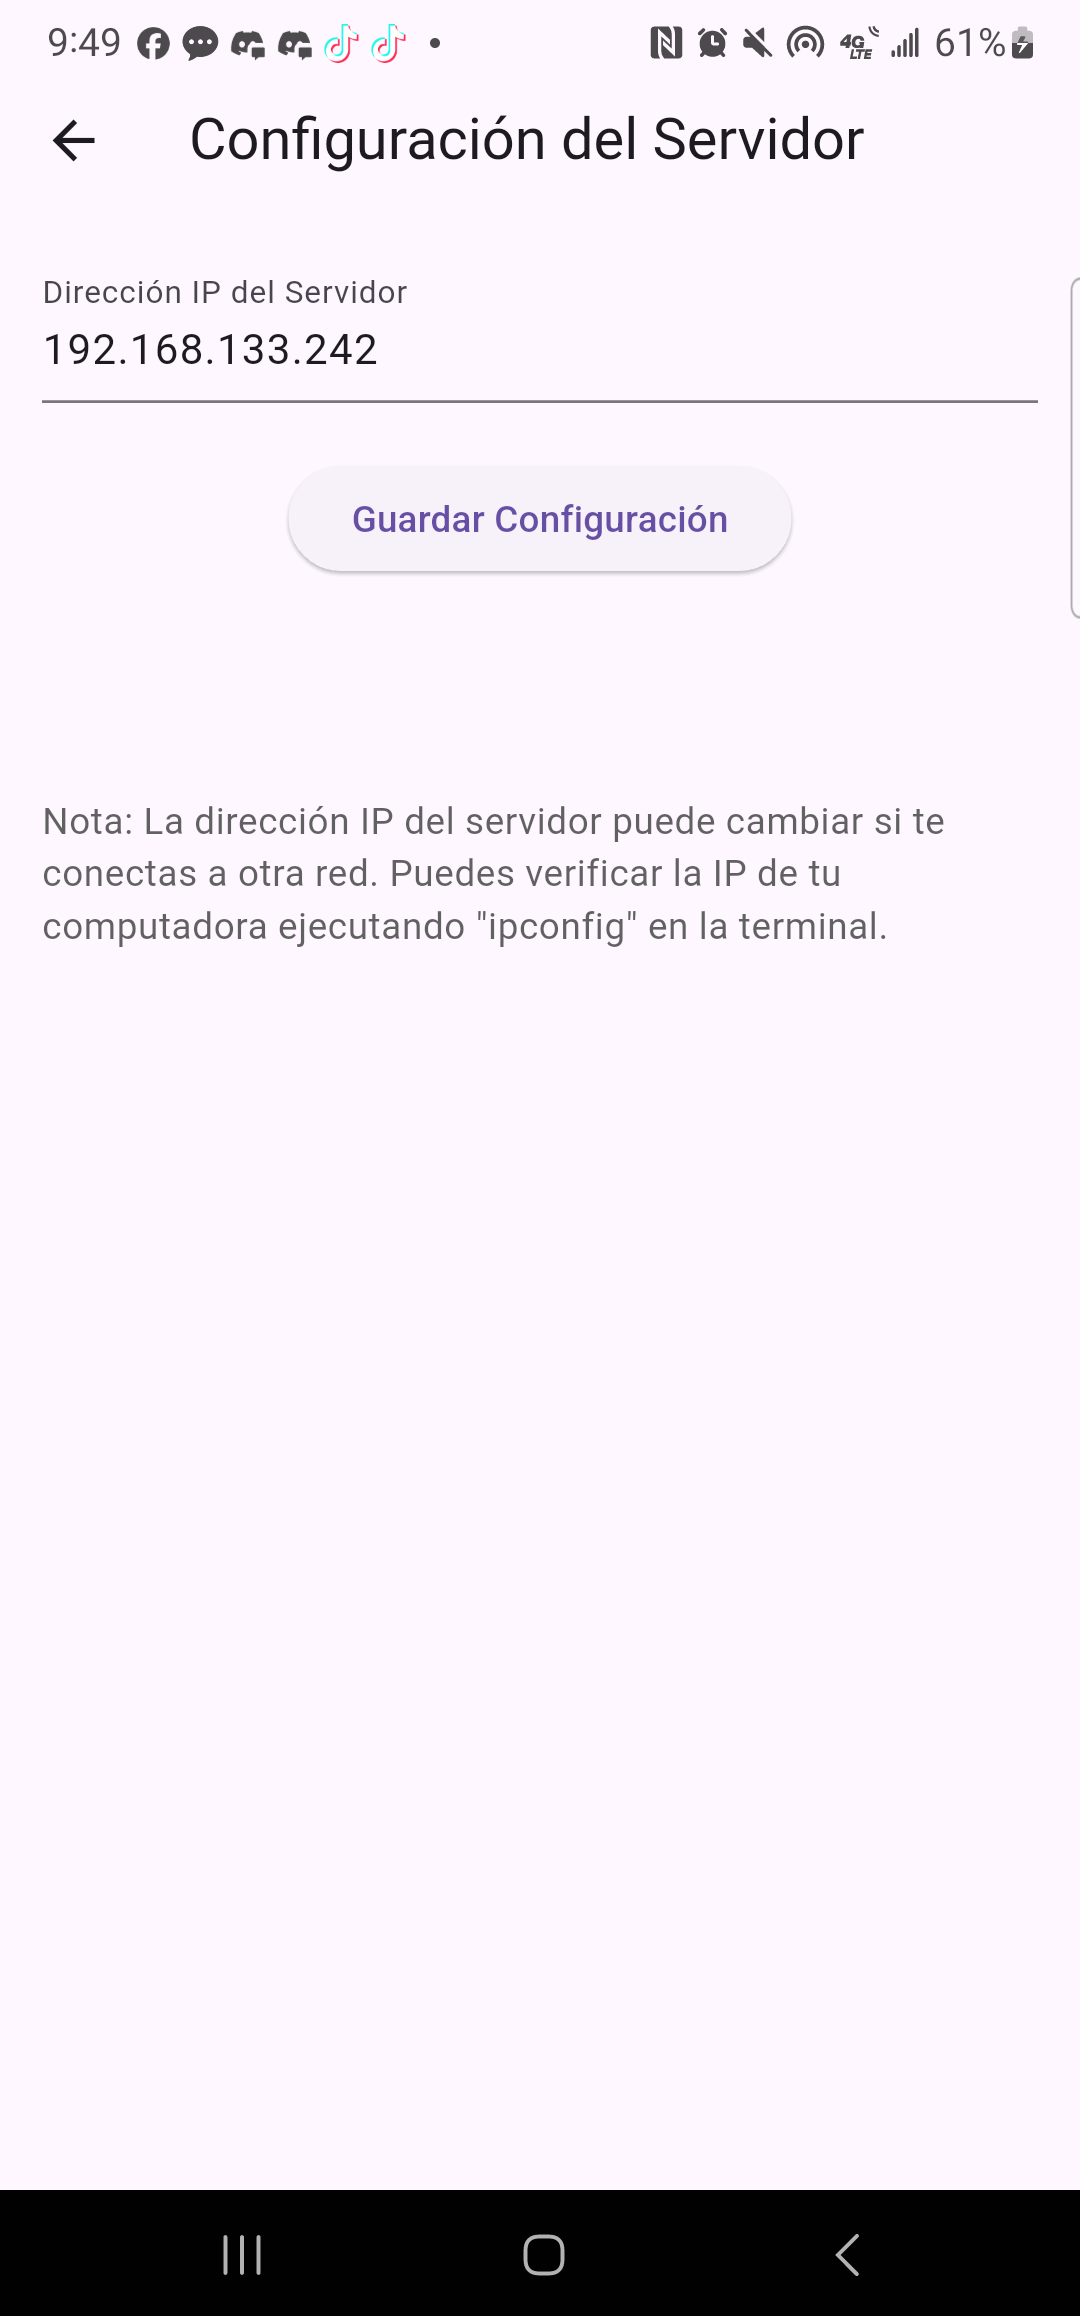 9:49 4G LTE 61%
Configuración del Servidor
Dirección IP del Servidor
192.168.133.242
Guardar Configuración
Nota: La dirección IP del servidor puede cambiar si te
conectas a otra red. Puedes verificar la IP de tu
computadora ejecutando "ipconfig" en la terminal.